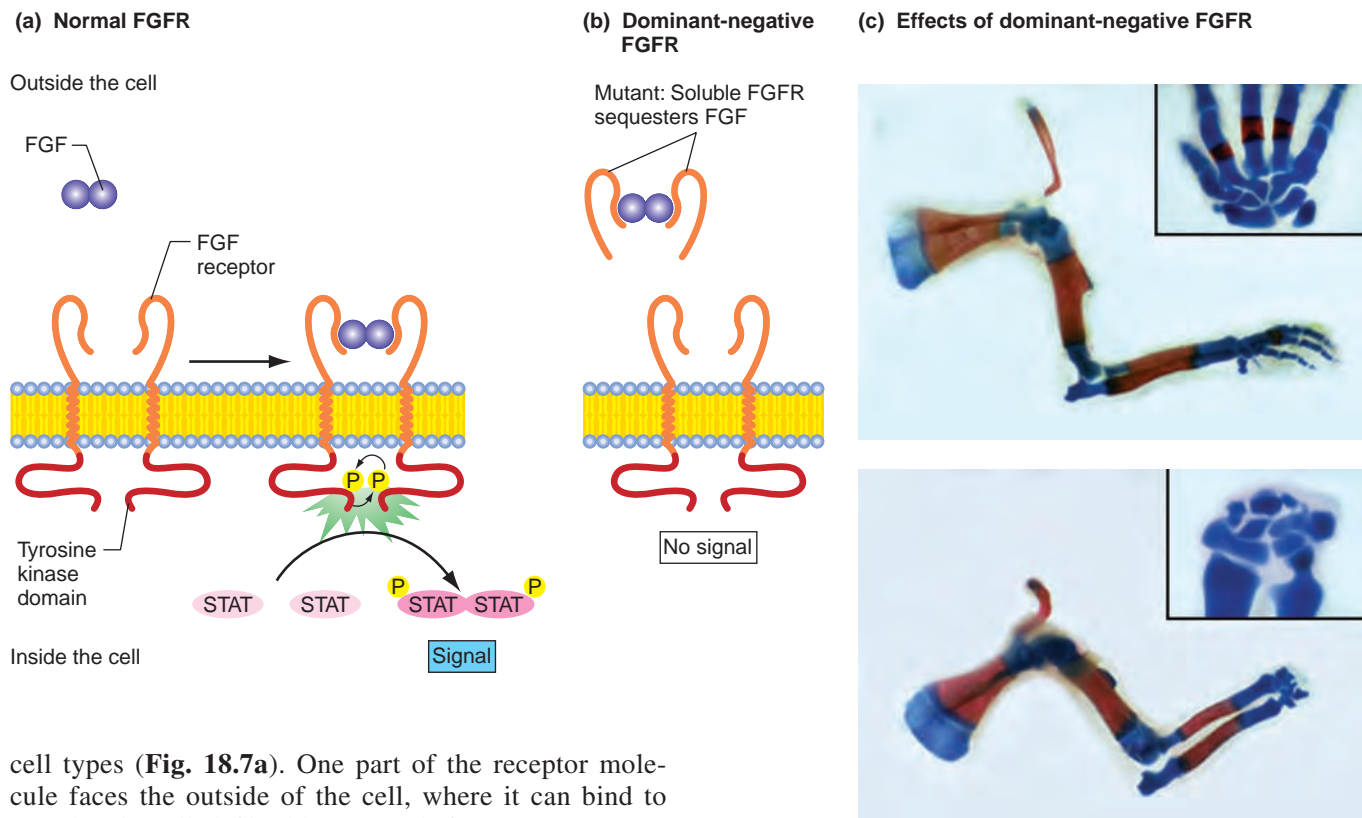 (a) Normal FGFR
Outside the cell
FGF
FGF
receptor
P P
Tyrosine
kinase
domain
STAT STAT P STAT STAT P
Inside the cell
Signal
(b) Dominant-negative
FGFR
Mutant: Soluble FGFR
sequesters FGF
No signal
(c) Effects of dominant-negative FGFR
cell types (Fig. 18.7a). One part of the receptor mole-
cule faces the outside of the cell, where it can bind to